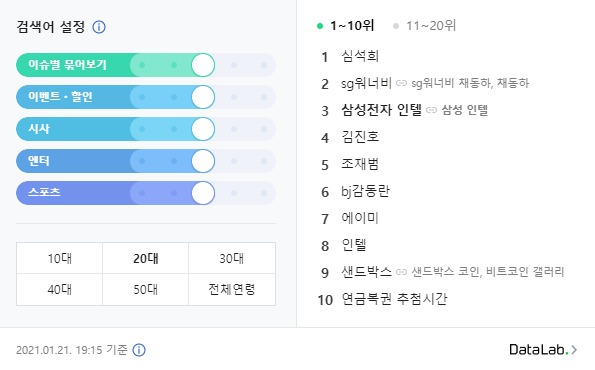 검색어 설정
이슈별 묶어보기
이벤트·할인
시사
엔터
스포츠
10대 20대 30대
40대 50대 전체연령
1~10위 11~20위
1 심석희
2 sg워너비 sg워너비 채동하, 채동하
3 삼성전자 인텔 삼성 인텔
4 김진호
5 조재범
6 bj감동란
7 에이미
8 인텔
9 샌드박스 샌드박스 코인, 비트코인 갤러리
10 연금복권 추첨시간
2021.01.21. 19:15 기준
DataLab.